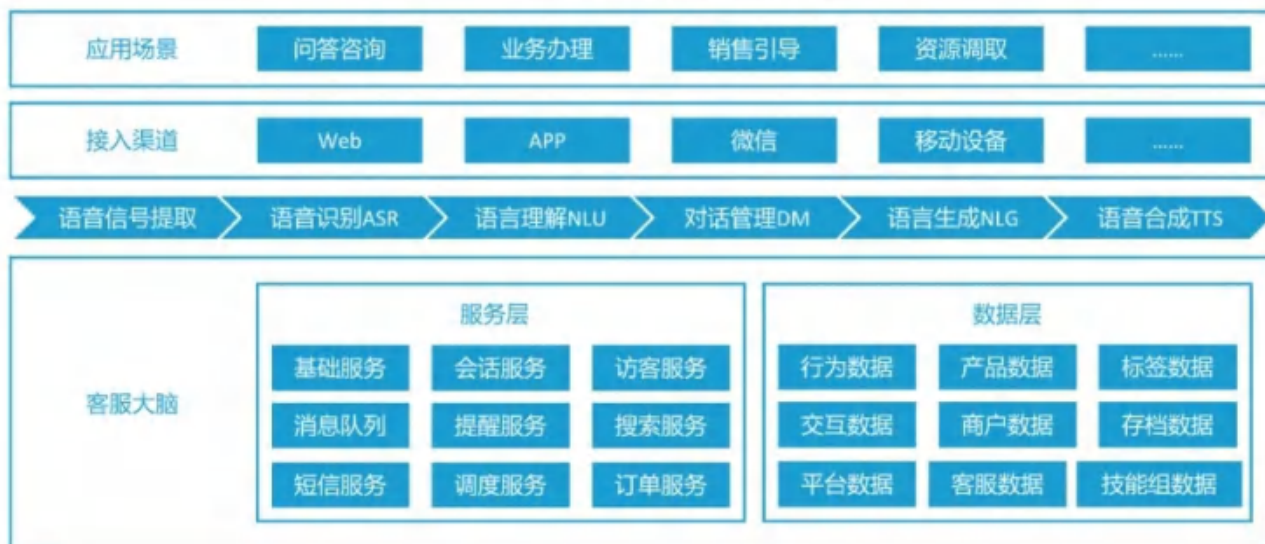 应用场景 问答咨询 业务办理 销售引导 资源调取 ......
接入渠道 Web APP 微信 移动设备 ......
语音信号提取 语音识别ASR 语言理解NLU 对话管理DM 语言生成NLG 语音合成TTS
客服大脑
服务层
基础服务 会话服务 访客服务
消息队列 提醒服务 搜索服务
短信服务 调度服务 订单服务
数据层
行为数据 产品数据 标签数据
交互数据 商户数据 存档数据
平台数据 客服数据 技能组数据